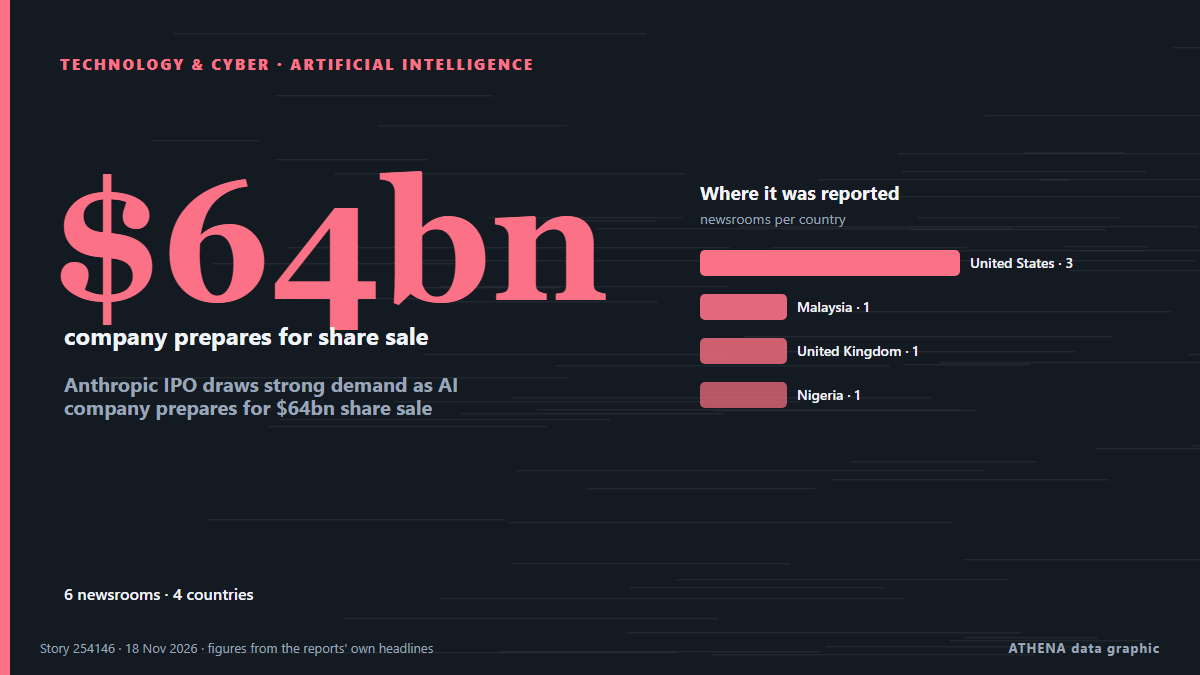 TECHNOLOGY & CYBER · ARTIFICIAL INTELLIGENCE
$64bn
company prepares for share sale
Anthropic IPO draws strong demand as AI
company prepares for $64bn share sale
Where it was reported
newsrooms per country
United States · 3
Malaysia · 1
United Kingdom · 1
Nigeria · 1
6 newsrooms · 4 countries
Story 254146 · 18 Nov 2026 · figures from the reports' own headlines
ATHENA data graphic